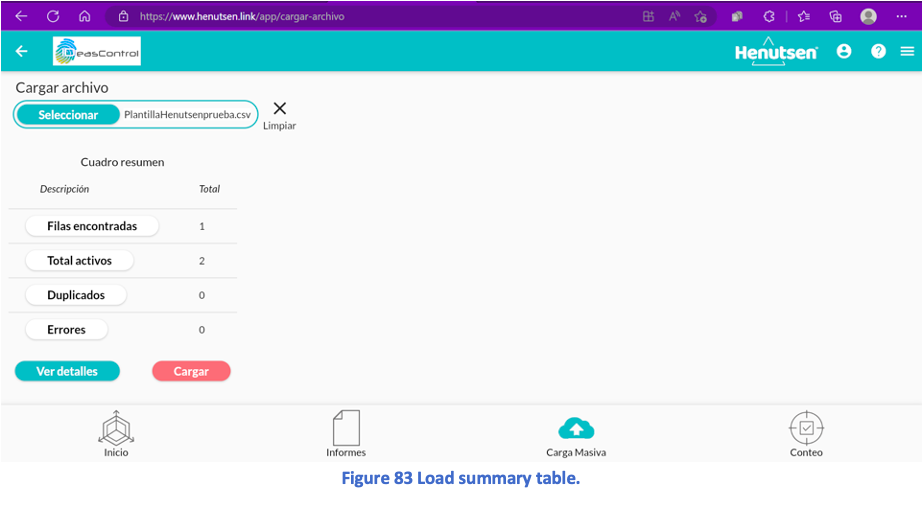 https://www.henutsen.link/app/cargar-archivo
easControl
Henutsen
Cargar archivo
Seleccionar PlantillaHenutsenprueba.csv
Limpiar
Cuadro resumen
Descripción Total
Filas encontradas 1
Total activos 2
Duplicados 0
Errores 0
Ver detalles Cargar
Inicio Informes Carga Masiva Conteo
Figure 83 Load summary table.